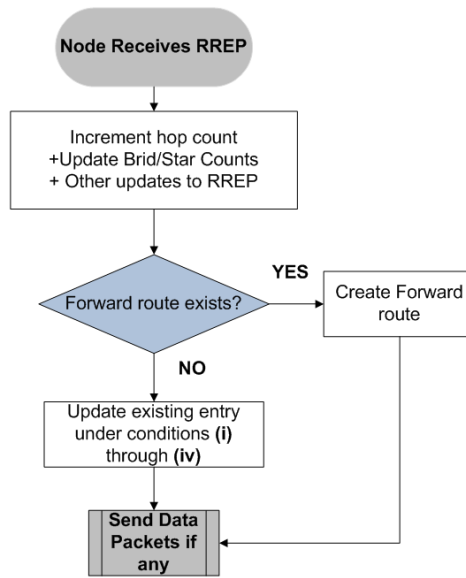 Node Receives RREP
Increment hop count
+Update Brid/Star Counts
+ Other updates to RREP
Forward route exists?
YES
Create Forward
route
NO
Update existing entry
under conditions (i)
through (iv)
Send Data
Packets if
any